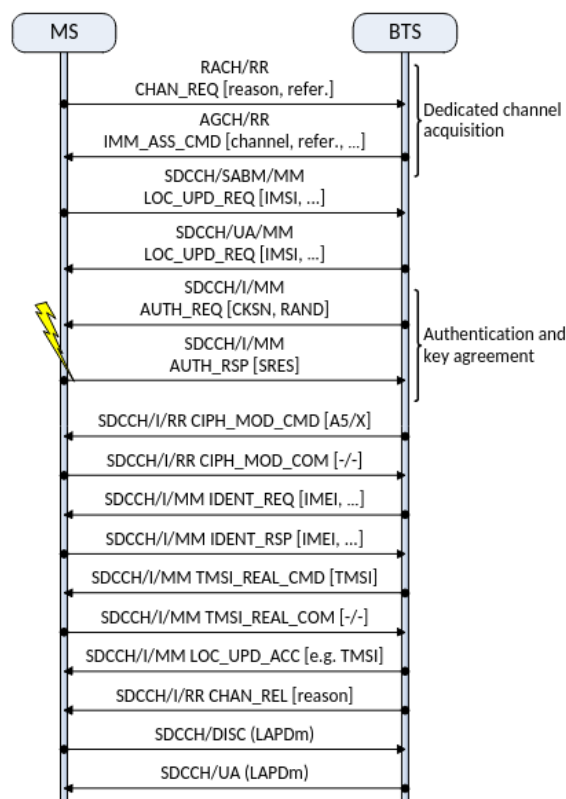 MS
BTS
RACH/RR
CHAN_REQ [reason, refer.]
AGCH/RR
IMM_ASS_CMD [channel, refer., ...]
Dedicated channel
acquisition
SDCCH/SABM/MM
LOC_UPD_REQ [IMSI, ...]
SDCCH/UA/MM
LOC_UPD_REQ [IMSI, ...]
SDCCH/I/MM
AUTH_REQ [CKSN, RAND]
SDCCH/I/MM
AUTH_RSP [SRES]
Authentication and
key agreement
SDCCH/I/RR CIPH_MOD_CMD [A5/X]
SDCCH/I/RR CIPH_MOD_COM [-/-]
SDCCH/I/MM IDENT_REQ [IMEI, ...]
SDCCH/I/MM IDENT_RSP [IMEI, ...]
SDCCH/I/MM TMSI_REAL_CMD [TMSI]
SDCCH/I/MM TMSI_REAL_COM [-/-]
SDCCH/I/MM LOC_UPD_ACC [e.g. TMSI]
SDCCH/I/RR CHAN_REL [reason]
SDCCH/DISC (LAPDm)
SDCCH/UA (LAPDm)